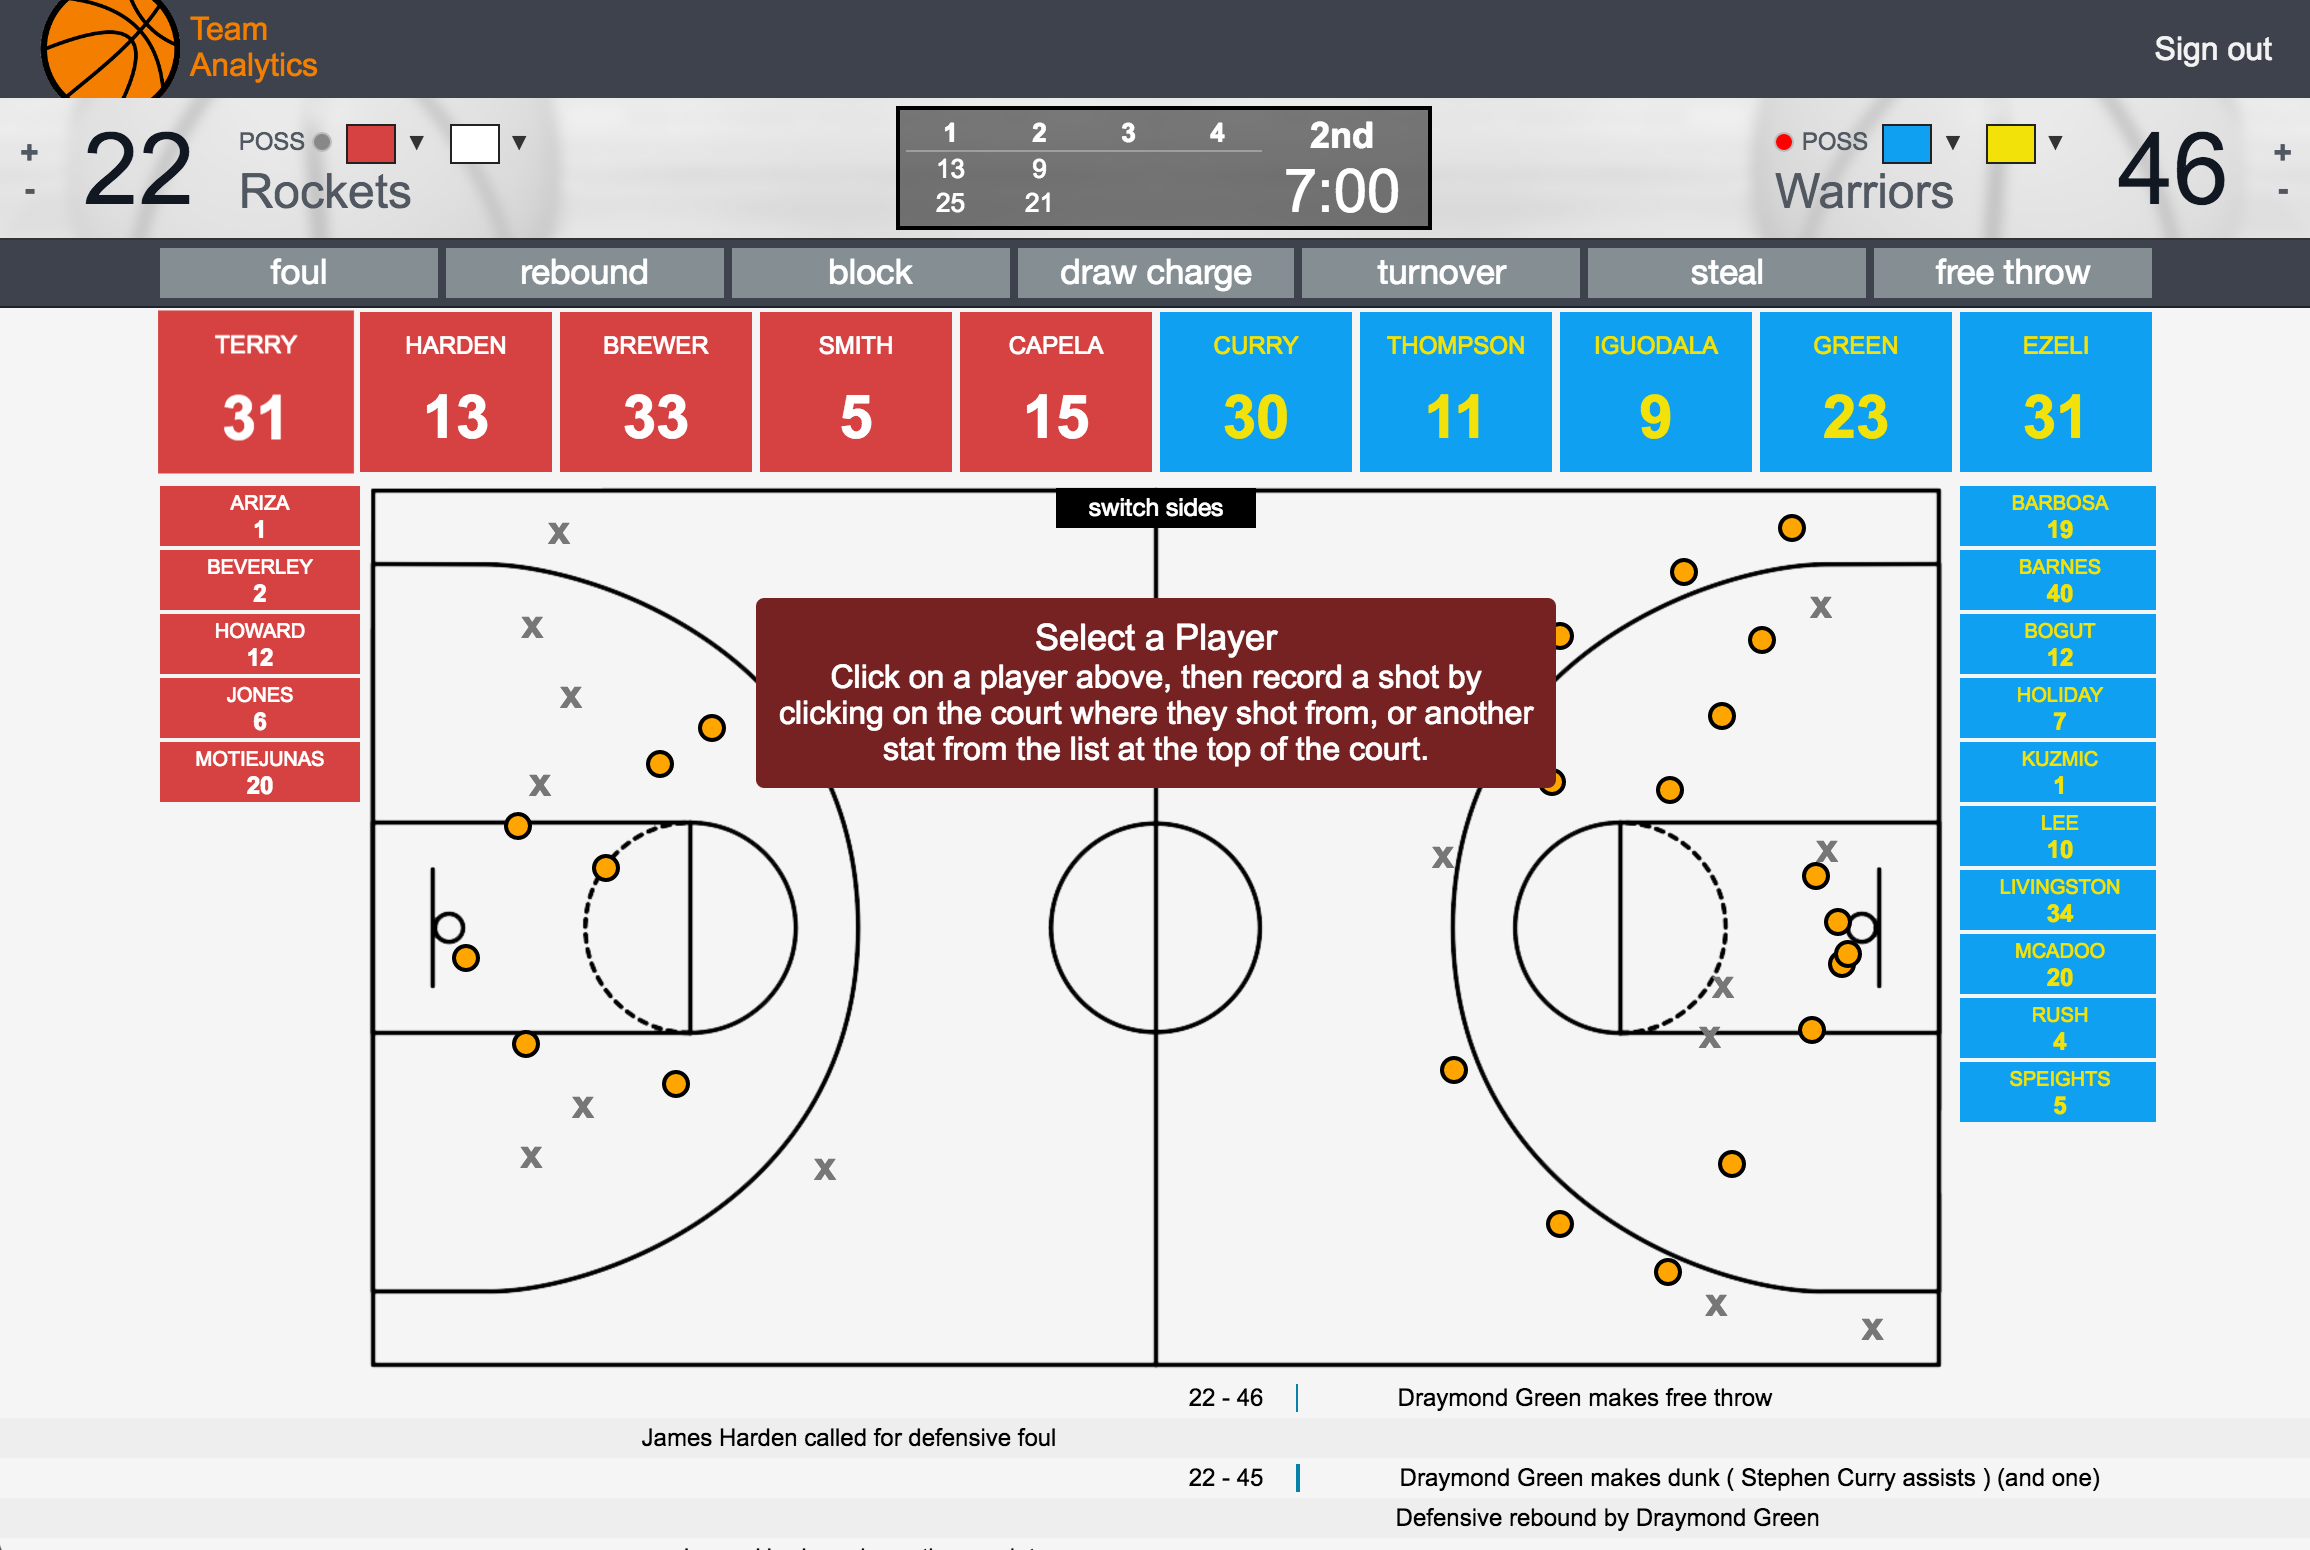 Team
Analytics
Sign out
+
-
22
POSS
▼
▼
Rockets
1 2 3 4 2nd
13 9
25 21
7:00
POSS
▼
▼
Warriors
46
+
-
foul rebound block draw charge turnover steal free throw
TERRY HARDEN BREWER SMITH CAPELA CURRY THOMPSON IGUODALA GREEN EZELI
31 13 33 5 15 30 11 9 23 31
ARIZA
1
BEVERLEY
2
HOWARD
12
JONES
6
MOTIEJUNAS
20
switch sides
Select a Player
Click on a player above, then record a shot by
clicking on the court where they shot from, or another
stat from the list at the top of the court.
BARBOSA
19
BARNES
40
BOGUT
12
HOLIDAY
7
KUZMIC
1
LEE
10
LIVINGSTON
34
MCADOO
20
RUSH
4
SPEIGHTS
5
22 - 46 Draymond Green makes free throw
James Harden called for defensive foul
22 - 45 Draymond Green makes dunk ( Stephen Curry assists ) (and one)
Defensive rebound by Draymond Green